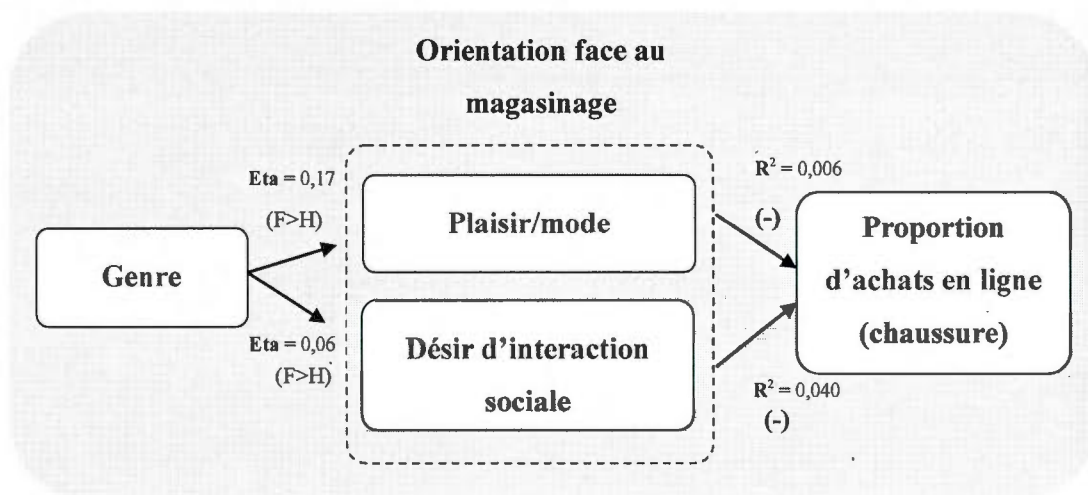 Orientation face au
magasinage
Eta = 0,17
(F>H)
Genre
Eta = 0,06
(F>H)
Plaisir/mode
Désir d'interaction
sociale
R² = 0,006
(-)
R² = 0,040
(-)
Proportion
d'achats en ligne
(chaussure)